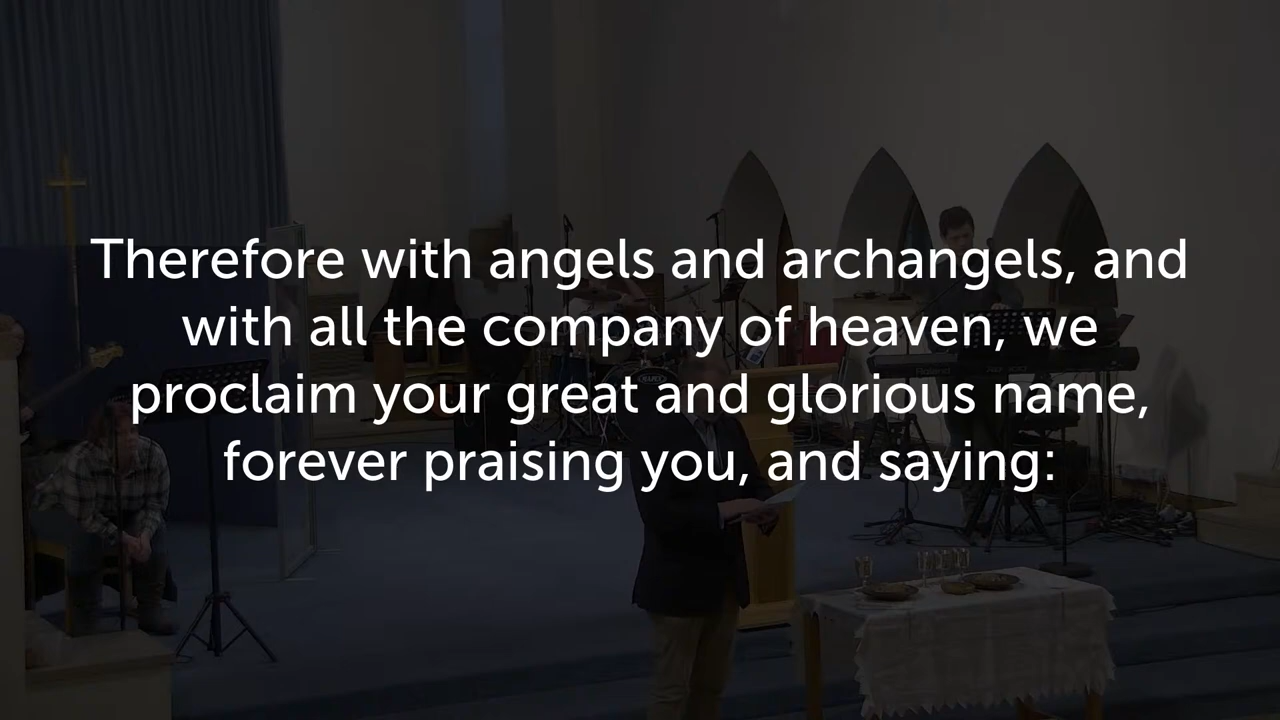 Therefore with angels and archangels, and
with all the company of heaven, we
proclaim your great and glorious name,
forever praising you, and saying:
Roland